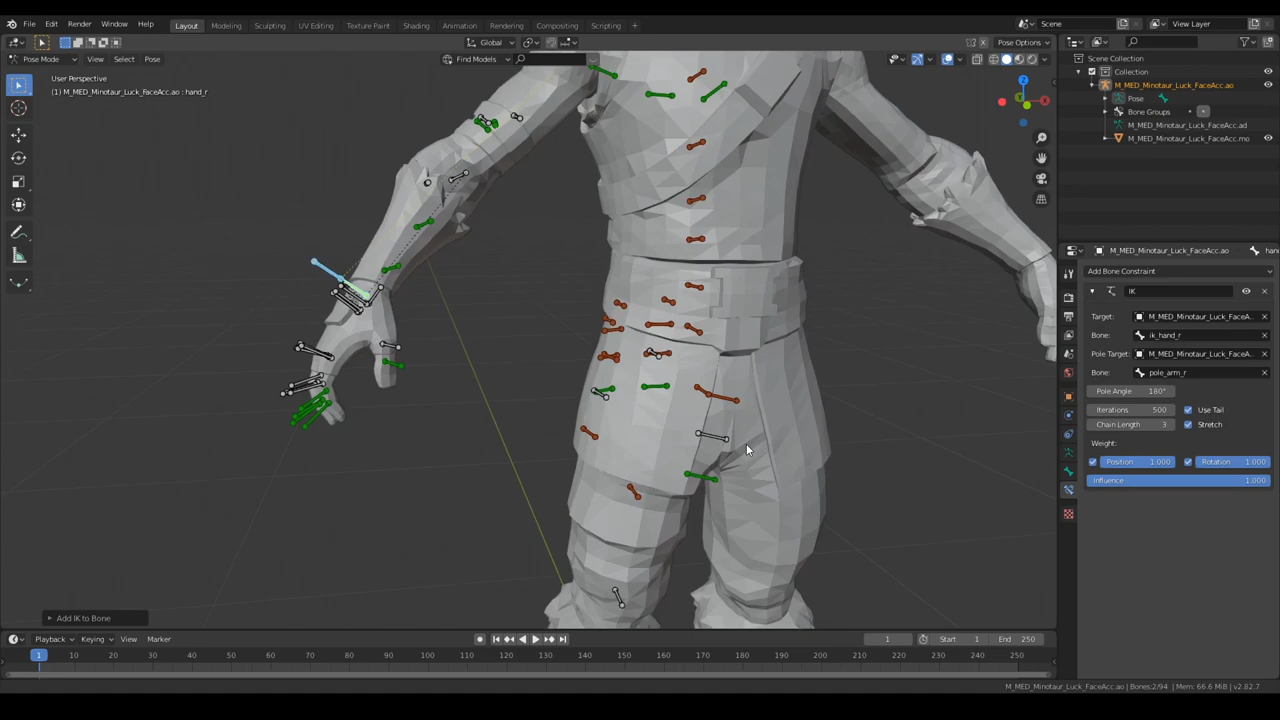 File Edit Render Window Help Layout Modeling Sculpting UV Editing Texture Paint Shading Animation Rendering Compositing Scripting + Scene View Layer
Global Pose Options
Pose Mode View Select Pose Find Models
User Perspective
(1) M_MED_Minotaur_Luck_FaceAcc.ao : hand_r
Scene Collection
Collection
M_MED_Minotaur_Luck_FaceAcc.ao
Pose
Bone Groups
M_MED_Minotaur_Luck_FaceAcc.ad
M_MED_Minotaur_Luck_FaceAcc.mo
M_MED_Minotaur_Luck_FaceAcc.ao
Add Bone Constraint
IK
Target: M_MED_Minotaur_Luck_FaceA..
Bone: ik_hand_r
Pole Target: M_MED_Minotaur_Luck_FaceA..
Bone: pole_arm_r
Pole Angle 180°
Iterations 500 Use Tail
Chain Length 3 Stretch
Weight:
Position 1.000 Rotation 1.000
Influence 1.000
Add IK to Bone
Playback Keying View Marker 1 Start 1 End 250
1 10 20 30 40 50 60 70 80 90 100 110 120 130 140 150 160 170 180 190 200 210 220 230 240 250
M_MED_Minotaur_Luck_FaceAcc.ao | Bones:2/94 | Mem: 66.6 MiB | v2.82.7